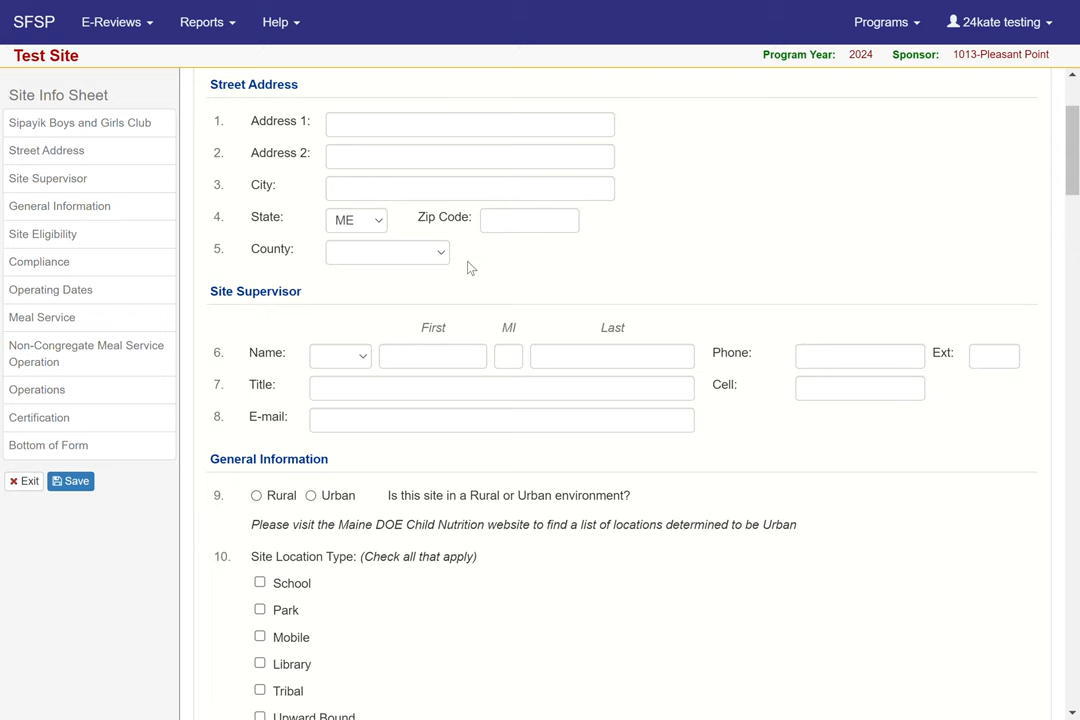 SFSP E-Reviews Reports Help Programs 24kate testing
Test Site Program Year: 2024 Sponsor: 1013-Pleasant Point
Site Info Sheet
Sipayik Boys and Girls Club
Street Address
Site Supervisor
General Information
Site Eligibility
Compliance
Operating Dates
Meal Service
Non-Congregate Meal Service
Operation
Operations
Certification
Bottom of Form
Exit Save
Street Address
1. Address 1:
2. Address 2:
3. City:
4. State: ME Zip Code:
5. County:
Site Supervisor
First MI Last
6. Name: Phone: Ext:
7. Title: Cell:
8. E-mail:
General Information
9. Rural Urban Is this site in a Rural or Urban environment?
Please visit the Maine DOE Child Nutrition website to find a list of locations determined to be Urban
10. Site Location Type: (Check all that apply)
School
Park
Mobile
Library
Tribal
Upward Bound